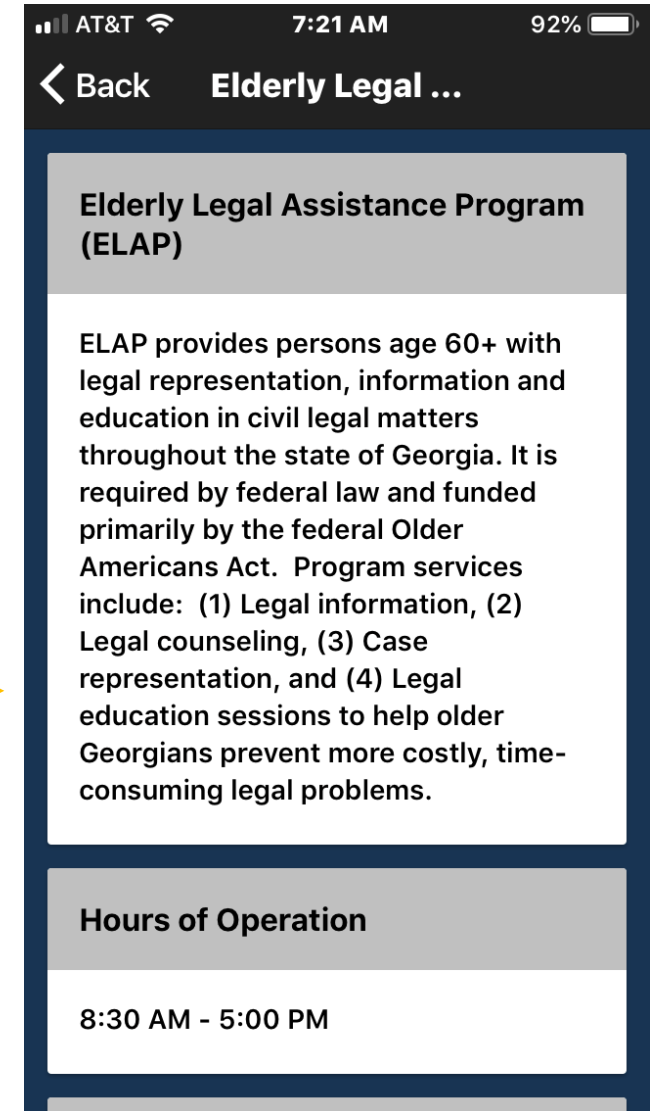 AT&T 7:21 AM 92%
Back Elderly Legal ...
Elderly Legal Assistance Program
(ELAP)
ELAP provides persons age 60+ with
legal representation, information and
education in civil legal matters
throughout the state of Georgia. It is
required by federal law and funded
primarily by the federal Older
Americans Act.  Program services
include:  (1) Legal information, (2)
Legal counseling, (3) Case
representation, and (4) Legal
education sessions to help older
Georgians prevent more costly, time-
consuming legal problems.
Hours of Operation
8:30 AM - 5:00 PM